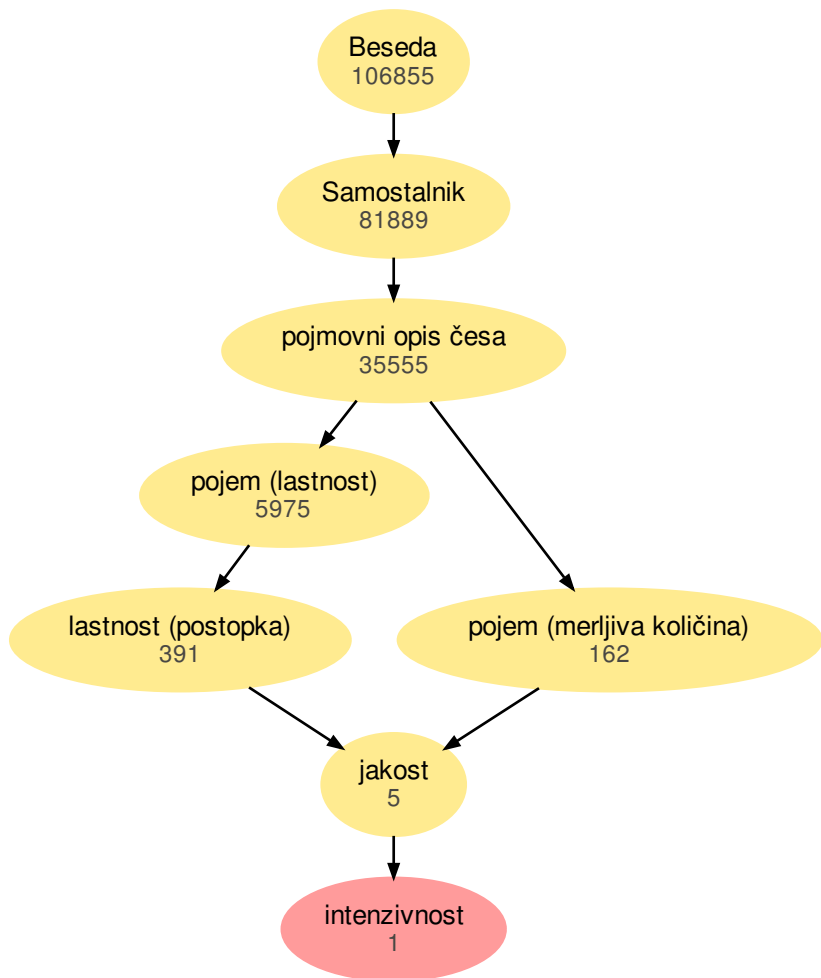 Beseda
106855
Samostalnik
81889
pojmovni opis česa
35555
pojem (lastnost)
5975
lastnost (postopka)
391
pojem (merljiva količina)
162
jakost
5
intenzivnost
1